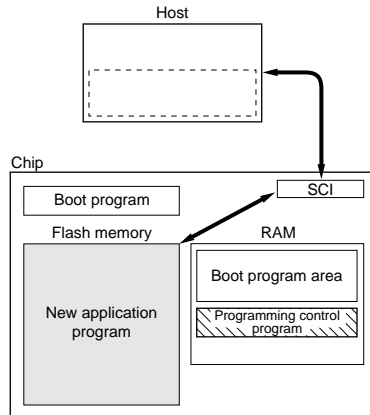 Host
Chip
SCI
Boot program
Flash memory
RAM
New application
program
Boot program area
Programming control
program